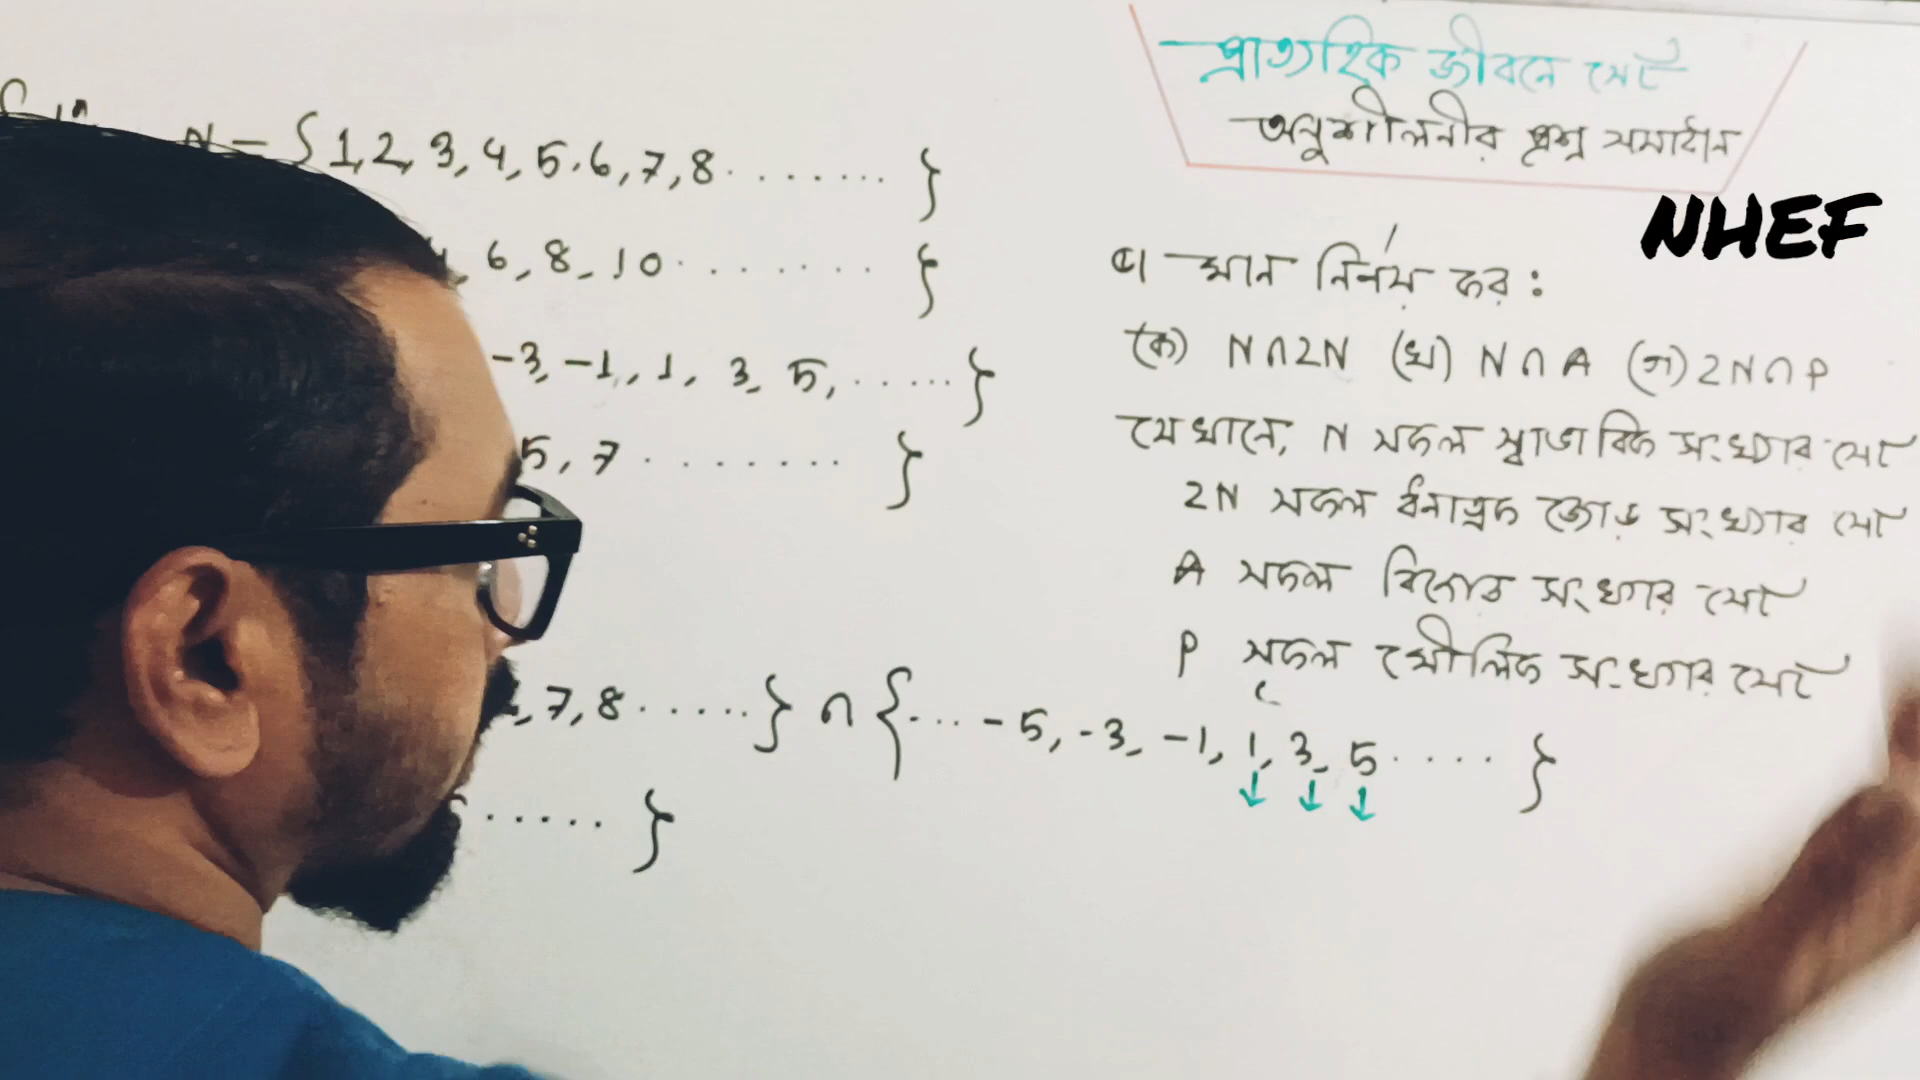 প্রাত্যহিক জীবনে সেট
অনুশীলনীর প্রশ্ন সমাধান
NHEF
N = {1, 2, 3, 4, 5, 6, 7, 8 ........ }
6, 8, 10 ........ }
-3, -1, 1, 3, 5, ...... }
5, 7 ........ }
৫। মান নির্ণয় কর:
(ক) N∩2N (খ) N∩A (গ) 2N∩P
যেখানে, N সকল স্বাভাবিক সংখ্যার সেট
2N সকল ধনাত্মক জোড় সংখ্যার সেট
A সকল বিজোড় সংখ্যার সেট
P সকল মৌলিক সংখ্যার সেট
, 7, 8 ...... } ∩ {... -5, -3, -1, 1, 3, 5 .... }
..... }